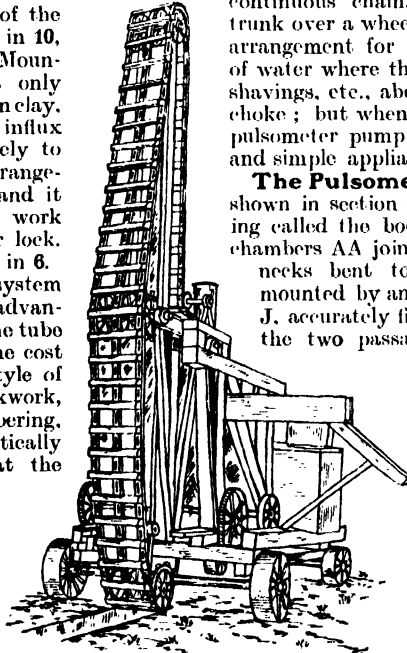 of the
in 10,
Moun-
only
n clay,
influx
ely to
range-
and it
work
r lock.
in 6.
system
advan-
he tube
he cost
tyle of
kwork,
bering,
tically
at the
continuous chain
trunk over a whee
arrangement for
of water where th
shavings, etc., abo
choke ; but when
pulsometer pump
and simple applia
The Pulsome
shown in section
ing called the bo
chambers AA join
necks bent to
mounted by an
J, accurately fi
the two passa